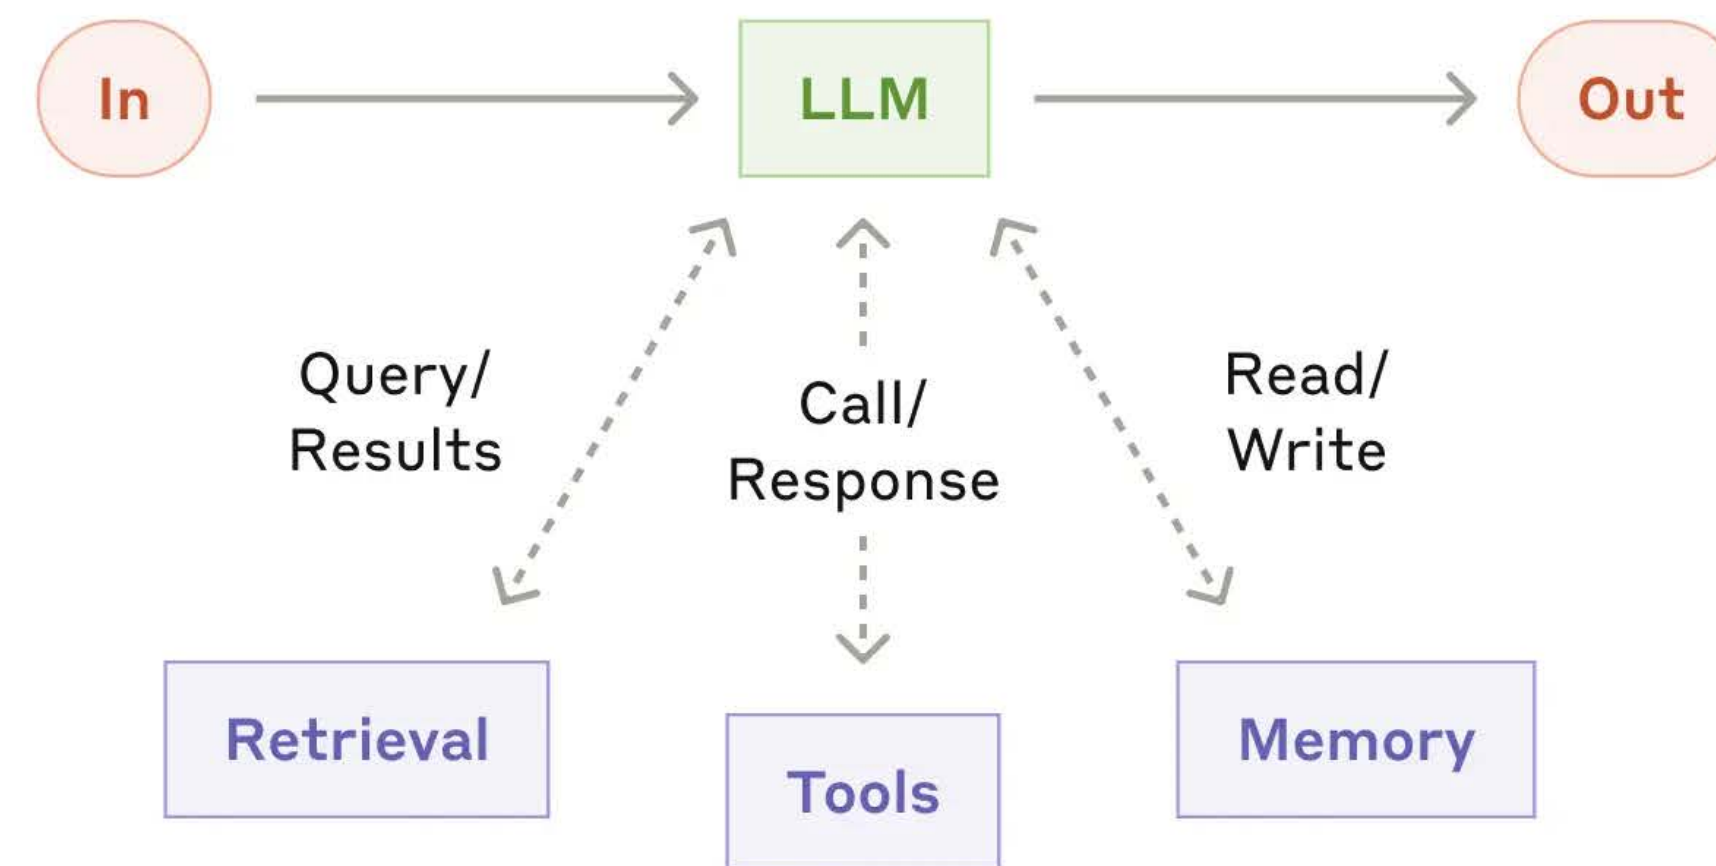 In
LLM
Out
Query/
Results
Call/
Response
Read/
Write
Retrieval
Tools
Memory